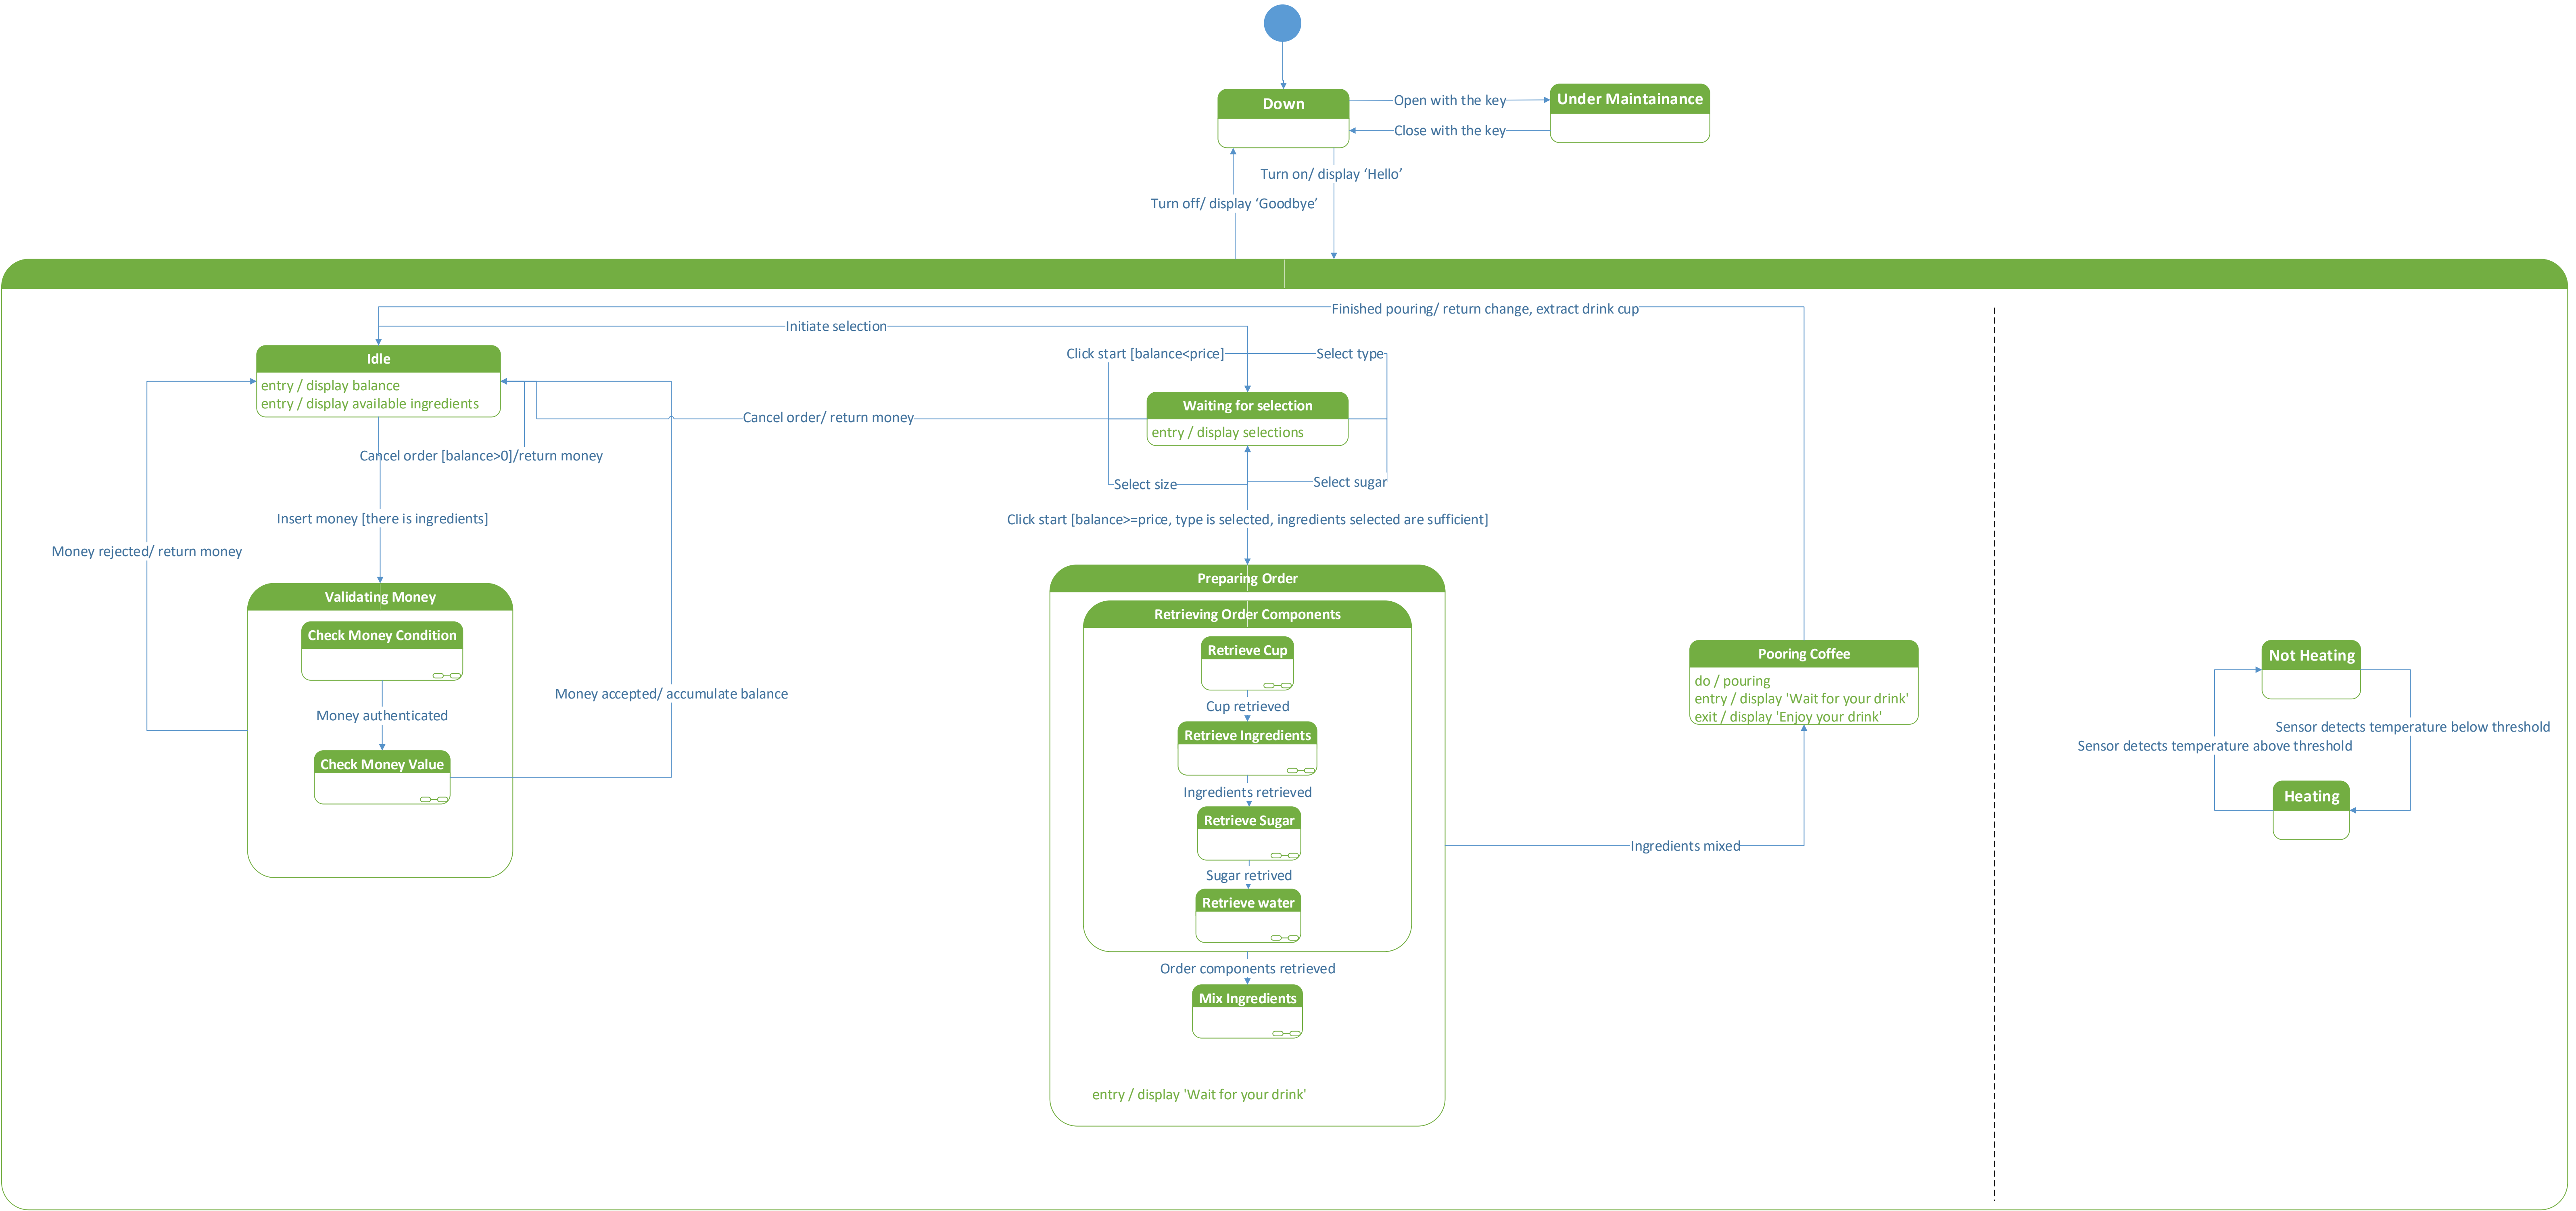 Down
Open with the key
Under Maintainance
Close with the key
Turn on/ display ‘Hello’
Turn off/ display ‘Goodbye’
Finished pouring/ return change, extract drink cup
Initiate selection
Idle
entry / display balance
entry / display available ingredients
Click start [balance<price]
Select type
Waiting for selection
entry / display selections
Cancel order/ return money
Cancel order [balance>0]/return money
Select size
Select sugar
Insert money [there is ingredients]
Click start [balance>=price, type is selected, ingredients selected are sufficient]
Money rejected/ return money
Validating Money
Check Money Condition
Money authenticated
Check Money Value
Money accepted/ accumulate balance
Preparing Order
Retrieving Order Components
Retrieve Cup
Cup retrieved
Retrieve Ingredients
Ingredients retrieved
Retrieve Sugar
Sugar retrived
Retrieve water
Order components retrieved
Mix Ingredients
entry / display 'Wait for your drink'
Ingredients mixed
Pooring Coffee
do / pouring
entry / display 'Wait for your drink'
exit / display 'Enjoy your drink'
Not Heating
Sensor detects temperature below threshold
Sensor detects temperature above threshold
Heating